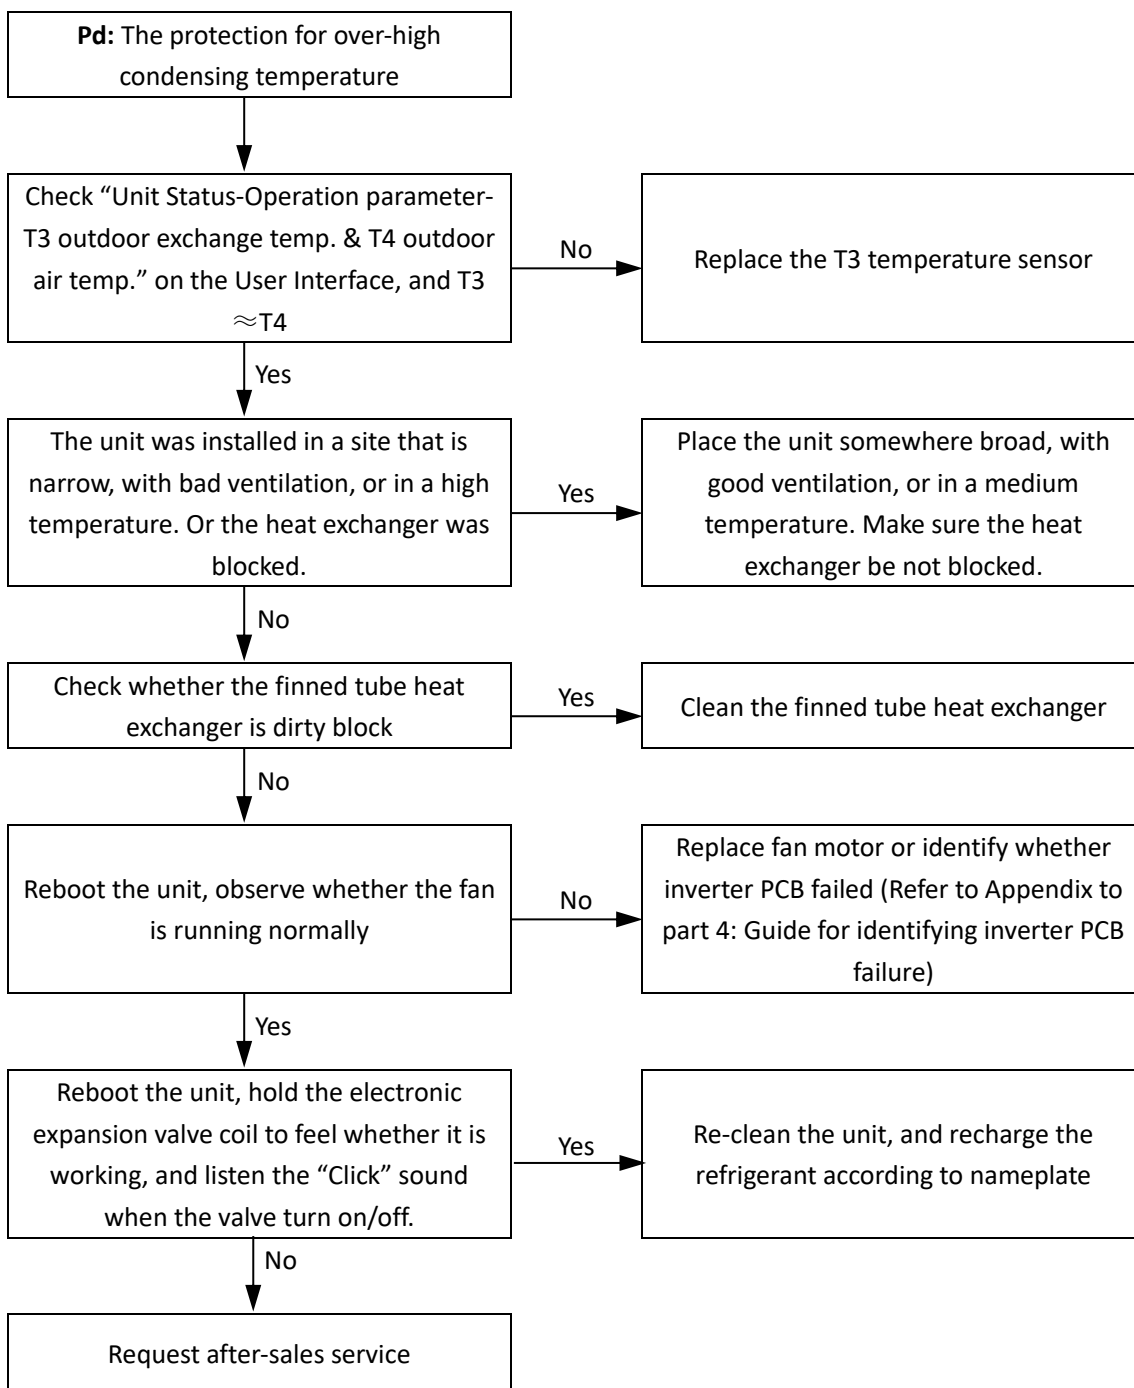 Pd: The protection for over-high
condensing temperature
Check “Unit Status-Operation parameter-
T3 outdoor exchange temp. & T4 outdoor
air temp.” on the User Interface, and T3
≈T4
No
Replace the T3 temperature sensor
Yes
The unit was installed in a site that is
narrow, with bad ventilation, or in a high
temperature. Or the heat exchanger was
blocked.
Yes
Place the unit somewhere broad, with
good ventilation, or in a medium
temperature. Make sure the heat
exchanger be not blocked.
No
Check whether the finned tube heat
exchanger is dirty block
Yes
Clean the finned tube heat exchanger
No
Reboot the unit, observe whether the fan
is running normally
No
Replace fan motor or identify whether
inverter PCB failed (Refer to Appendix to
part 4: Guide for identifying inverter PCB
failure)
Yes
Reboot the unit, hold the electronic
expansion valve coil to feel whether it is
working, and listen the “Click” sound
when the valve turn on/off.
Yes
Re-clean the unit, and recharge the
refrigerant according to nameplate
No
Request after-sales service